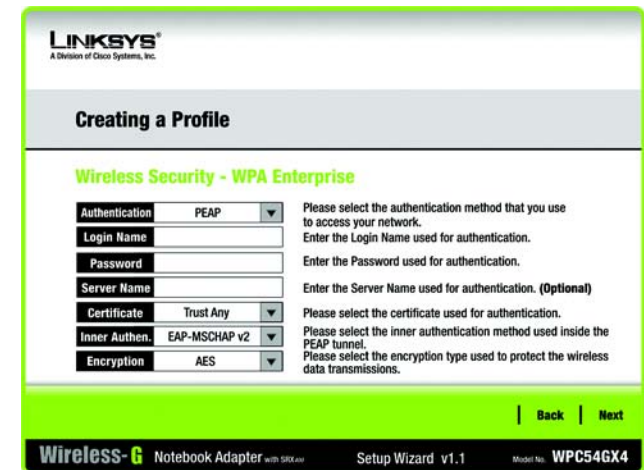 LINKSYS®
A Division of Cisco Systems, Inc.
Creating a Profile
Wireless Security - WPA Enterprise
Authentication PEAP Please select the authentication method that you use
to access your network.
Login Name Enter the Login Name used for authentication.
Password Enter the Password used for authentication.
Server Name Enter the Server Name used for authentication. (Optional)
Certificate Trust Any Please select the certificate used for authentication.
Inner Authen. EAP-MSCHAP v2 Please select the inner authentication method used inside the
PEAP tunnel.
Encryption AES Please select the encryption type used to protect the wireless
data transmissions.
Back Next
Wireless-G Notebook Adapter with SRX400 Setup Wizard v1.1 Model No. WPC54GX4